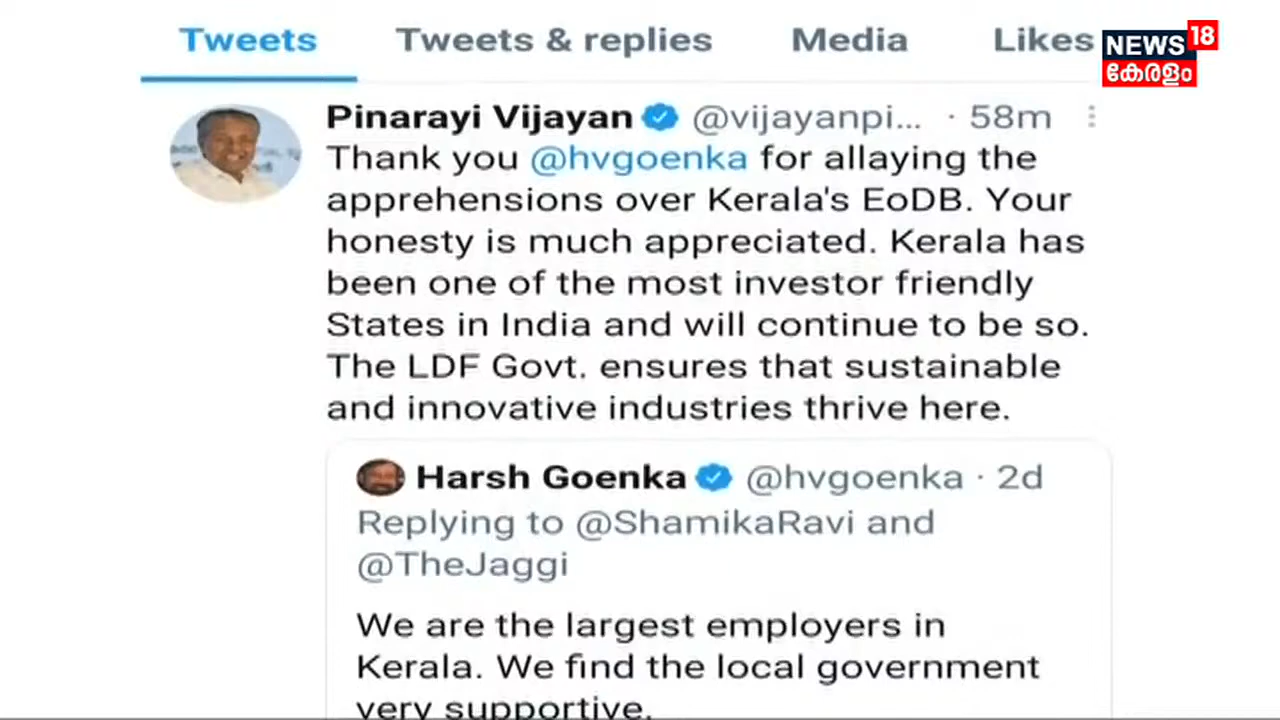 Tweets Tweets & replies Media Likes
NEWS 18
കേരളം
Pinarayi Vijayan @vijayanpi... · 58m
Thank you @hvgoenka for allaying the
apprehensions over Kerala's EoDB. Your
honesty is much appreciated. Kerala has
been one of the most investor friendly
States in India and will continue to be so.
The LDF Govt. ensures that sustainable
and innovative industries thrive here.
Harsh Goenka @hvgoenka · 2d
Replying to @ShamikaRavi and
@TheJaggi
We are the largest employers in
Kerala. We find the local government
very supportive.